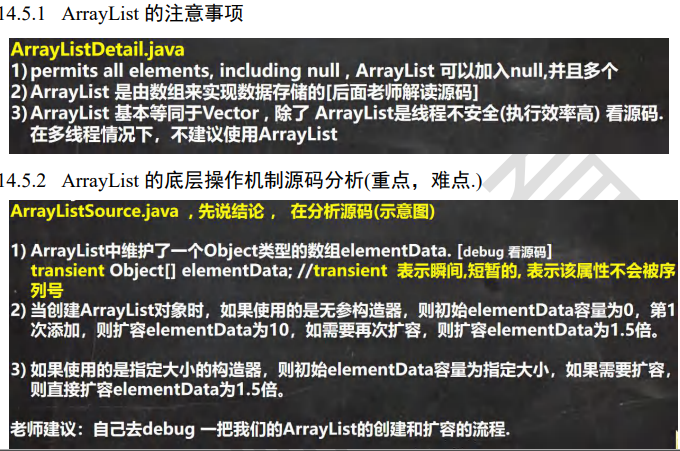 14.5.1 ArrayList 的注意事项
ArrayListDetail.java
1) permits all elements, including null , ArrayList 可以加入null,并且多个
2) ArrayList 是由数组来实现数据存储的[后面老师解读源码]
3) ArrayList 基本等同于Vector , 除了 ArrayList是线程不安全(执行效率高) 看源码.
在多线程情况下，不建议使用ArrayList
14.5.2 ArrayList 的底层操作机制源码分析(重点，难点.)
ArrayListSource.java , 先说结论 ， 在分析源码(示意图)
1) ArrayList中维护了一个Object类型的数组elementData. [debug 看源码]
transient Object[] elementData; //transient 表示瞬间,短暂的, 表示该属性不会被序
列号
2) 当创建ArrayList对象时，如果使用的是无参构造器，则初始elementData容量为0，第1
次添加，则扩容elementData为10，如需要再次扩容，则扩容elementData为1.5倍。
3) 如果使用的是指定大小的构造器，则初始elementData容量为指定大小，如果需要扩容，
则直接扩容elementData为1.5倍。
老师建议：自己去debug 一把我们的ArrayList的创建和扩容的流程.